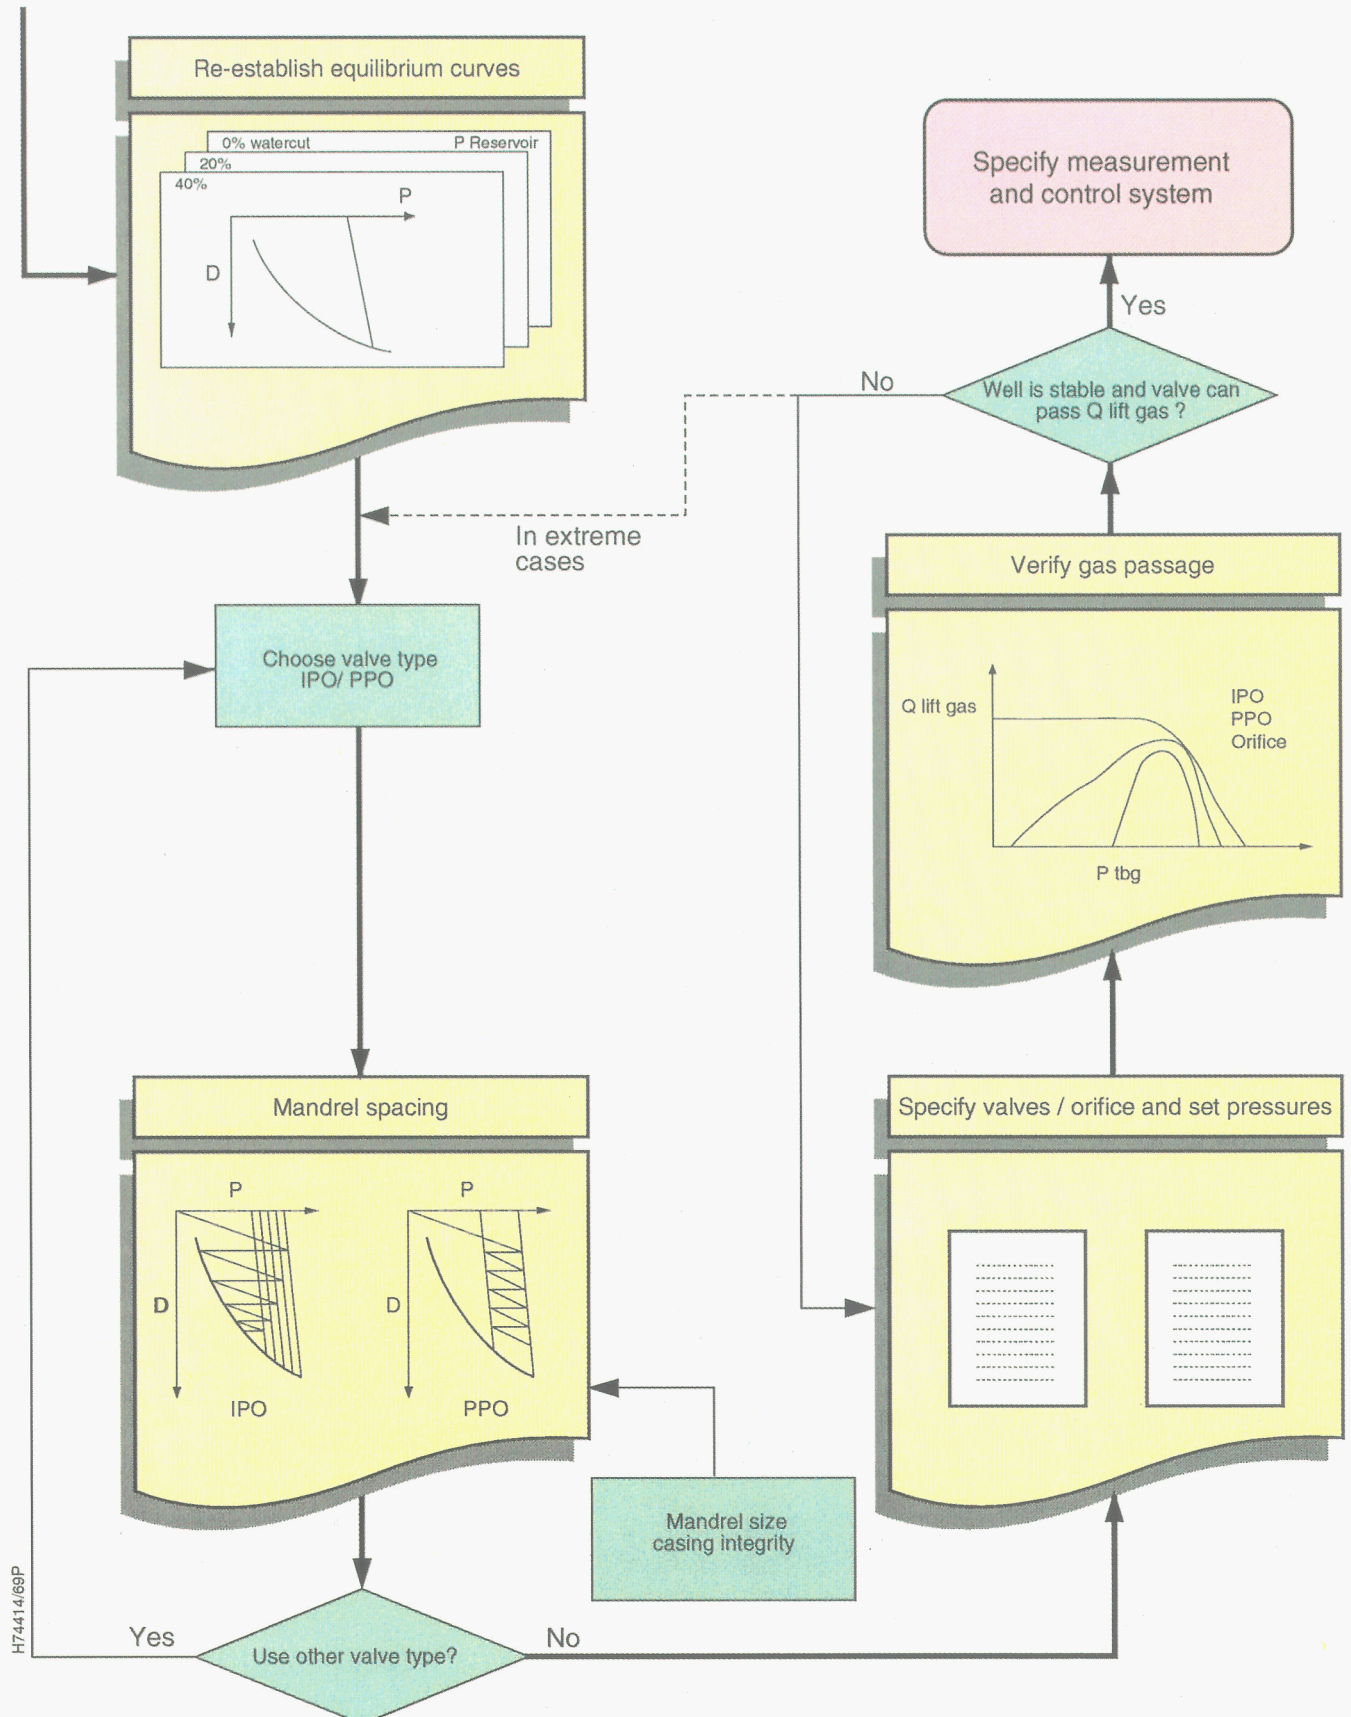 Re-establish equilibrium curves
0% watercut
P Reservoir
20%
40%
P
D
Specify measurement
and control system
Yes
No
Well is stable and valve can
pass Q lift gas ?
In extreme
cases
Choose valve type
IPO/ PPO
Verify gas passage
Q lift gas
IPO
PPO
Orifice
P tbg
Mandrel spacing
P
D
IPO
P
D
PPO
Specify valves / orifice and set pressures
Mandrel size
casing integrity
Use other valve type?
Yes
No
H74414/69P